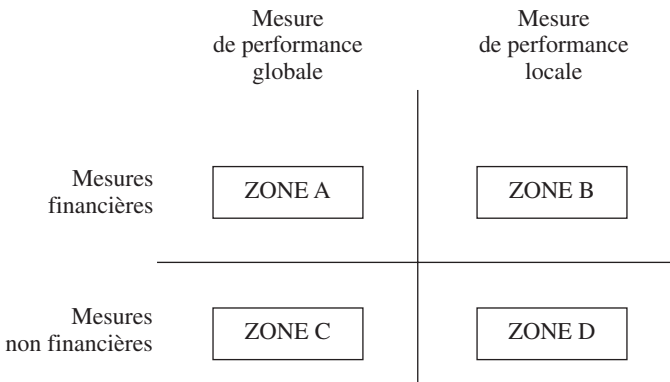 Mesure
de performance
globale
Mesure
de performance
locale
Mesures
financières
ZONE A
ZONE B
Mesures
non financières
ZONE C
ZONE D